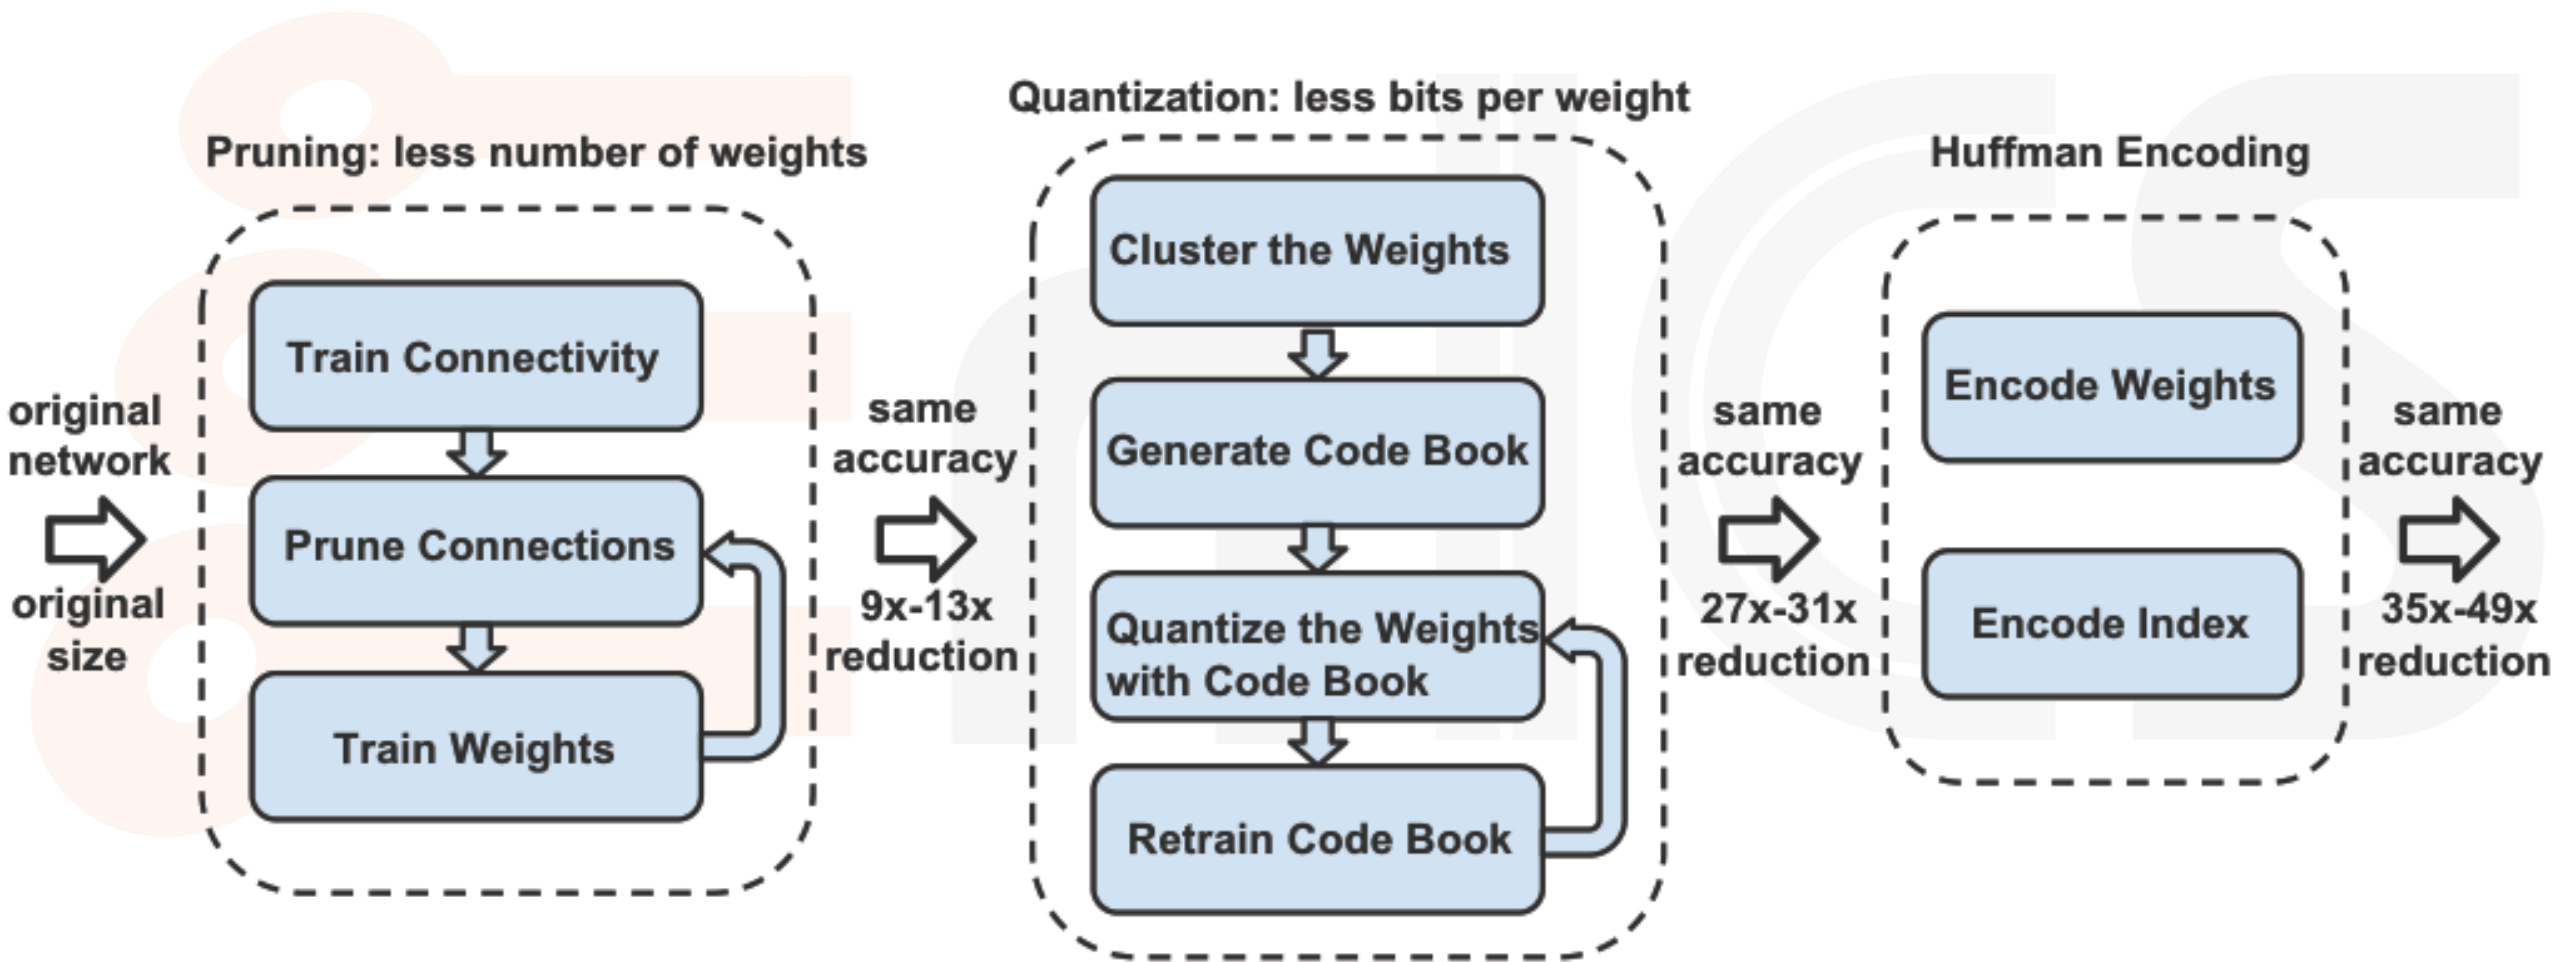 original
network
original
size
Pruning: less number of weights
Train Connectivity
Prune Connections
Train Weights
same
accuracy
9x-13x
reduction
Quantization: less bits per weight
Cluster the Weights
Generate Code Book
Quantize the Weights
with Code Book
Retrain Code Book
same
accuracy
27x-31x
reduction
Huffman Encoding
Encode Weights
Encode Index
same
accuracy
35x-49x
reduction